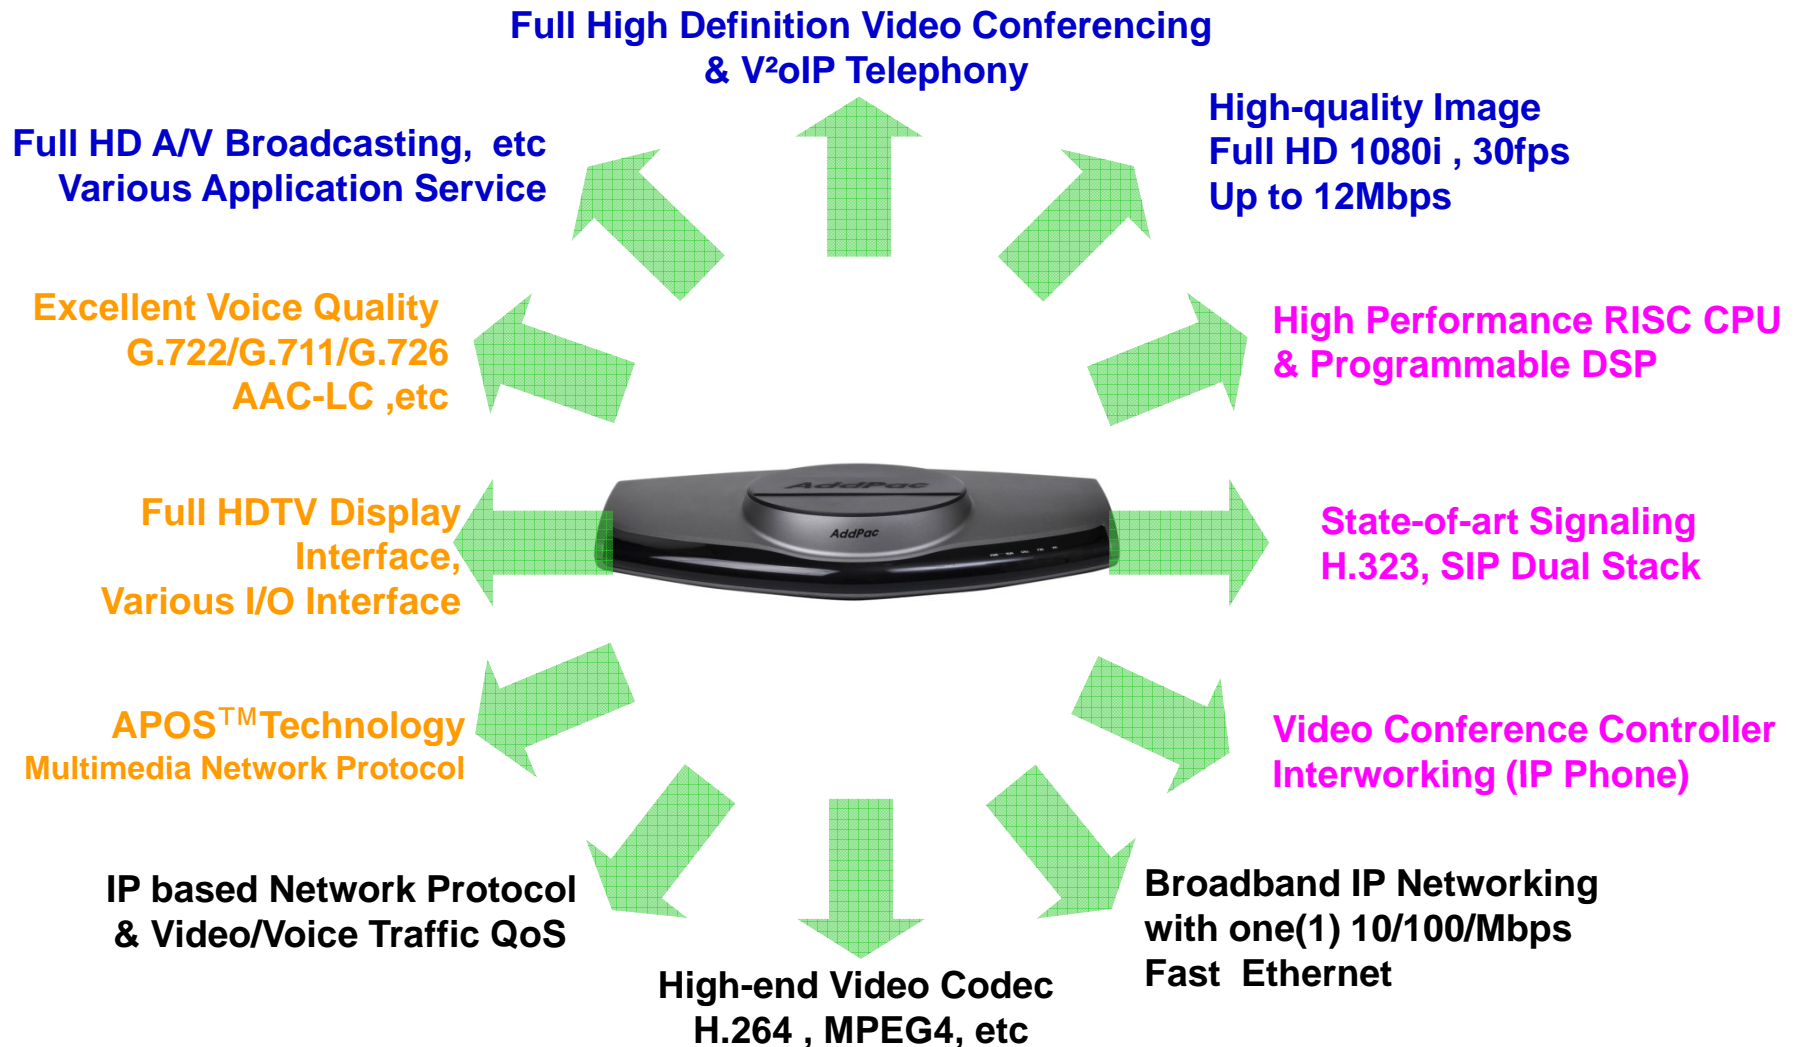 Full High Definition Video Conferencing
& V²oIP Telephony
Full HD A/V Broadcasting, etc
Various Application Service
High-quality Image
Full HD 1080i , 30fps
Up to 12Mbps
Excellent Voice Quality
G.722/G.711/G.726
AAC-LC ,etc
High Performance RISC CPU
& Programmable DSP
AddPac
AddPac
Full HDTV Display
Interface,
Various I/O Interface
State-of-art Signaling
H.323, SIP Dual Stack
APOS™Technology
Multimedia Network Protocol
Video Conference Controller
Interworking (IP Phone)
IP based Network Protocol
& Video/Voice Traffic QoS
Broadband IP Networking
with one(1) 10/100/Mbps
Fast Ethernet
High-end Video Codec
H.264 , MPEG4, etc